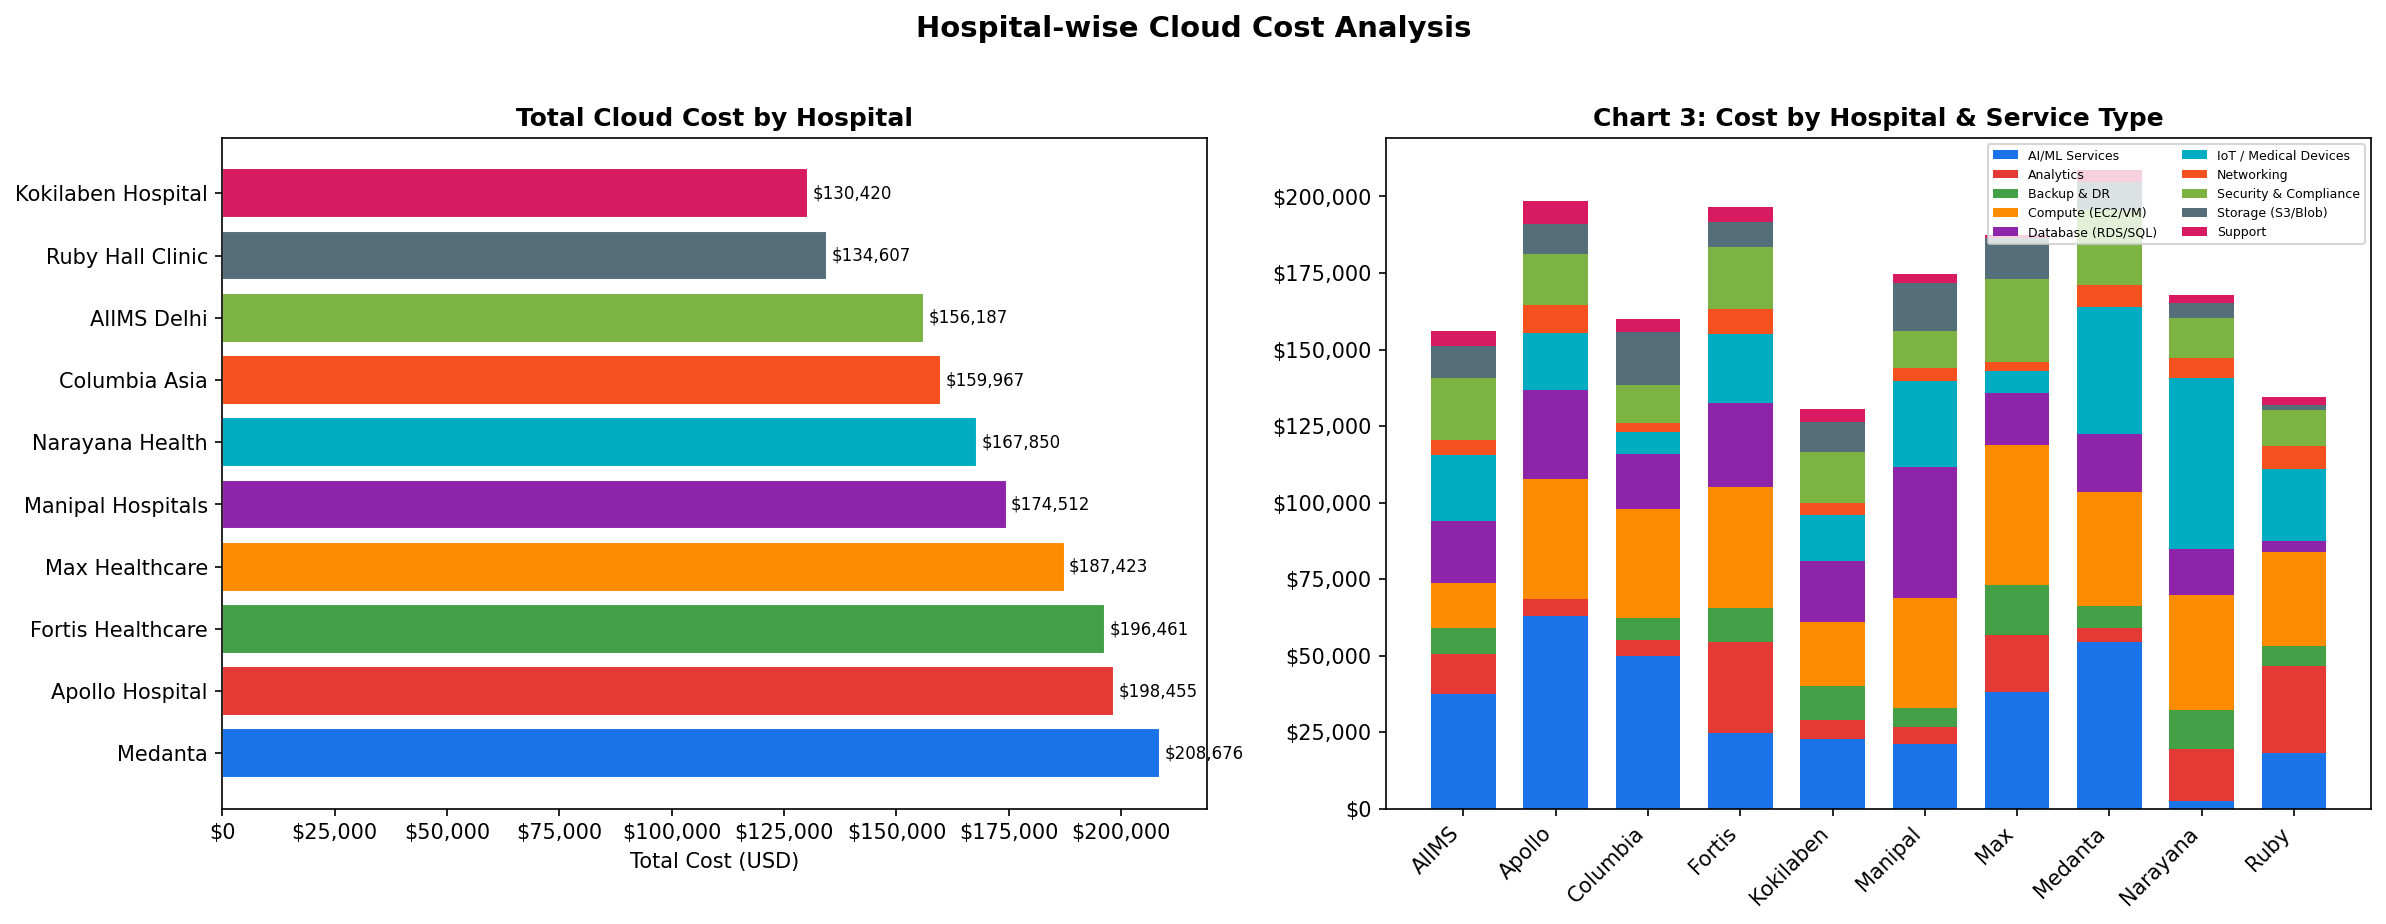 Hospital-wise Cloud Cost Analysis
Total Cloud Cost by Hospital
Kokilaben Hospital
$130,420
Ruby Hall Clinic
$134,607
AIIMS Delhi
$156,187
Columbia Asia
$159,967
Narayana Health
$167,850
Manipal Hospitals
$174,512
Max Healthcare
$187,423
Fortis Healthcare
$196,461
Apollo Hospital
$198,455
Medanta
$208,676
$0 $25,000 $50,000 $75,000 $100,000 $125,000 $150,000 $175,000 $200,000
Total Cost (USD)
Chart 3: Cost by Hospital & Service Type
AI/ML Services
Analytics
Backup & DR
Compute (EC2/VM)
Database (RDS/SQL)
IoT / Medical Devices
Networking
Security & Compliance
Storage (S3/Blob)
Support
$200,000
$175,000
$150,000
$125,000
$100,000
$75,000
$50,000
$25,000
$0
AIIMS
Apollo
Columbia
Fortis
Kokilaben
Manipal
Max
Medanta
Narayana
Ruby